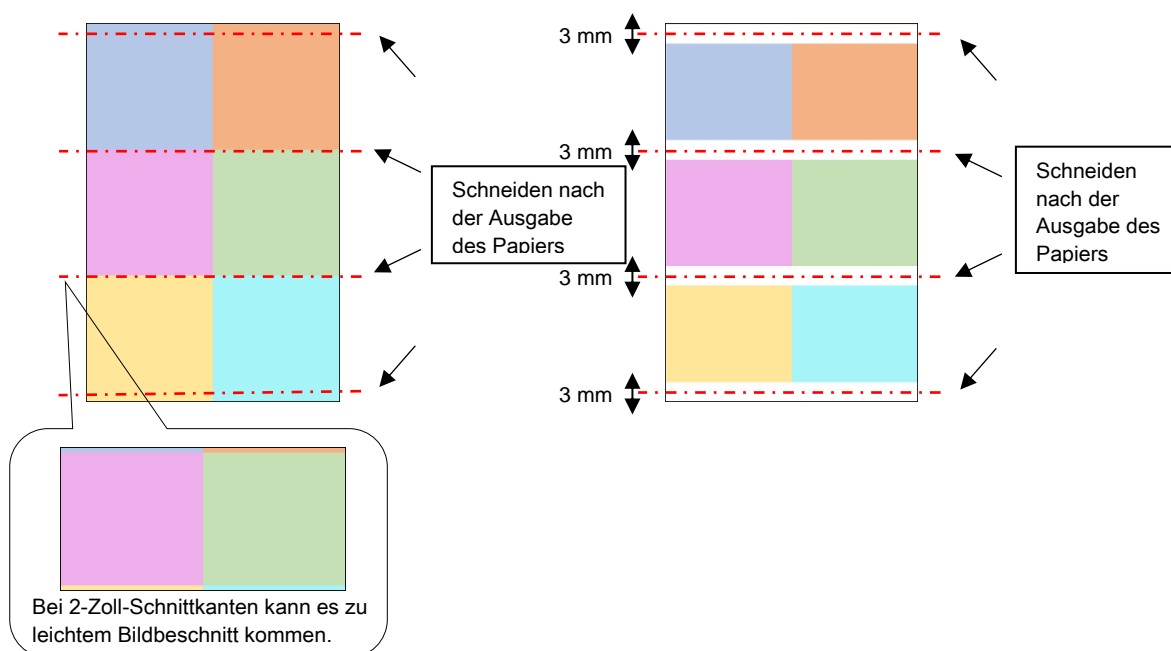 3 mm
3 mm
Schneiden nach
der Ausgabe
des Papiers
Schneiden
nach der
Ausgabe des
Papiers
3 mm
3 mm
Bei 2-Zoll-Schnittkanten kann es zu
leichtem Bildbeschnitt kommen.